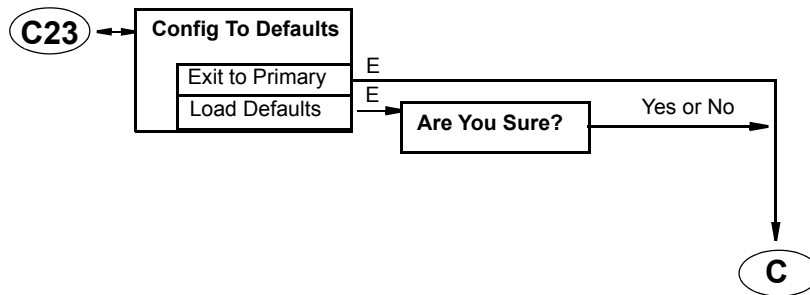 C23
Config To Defaults
Exit to Primary
E
Load Defaults
E
Are You Sure?
Yes or No
C